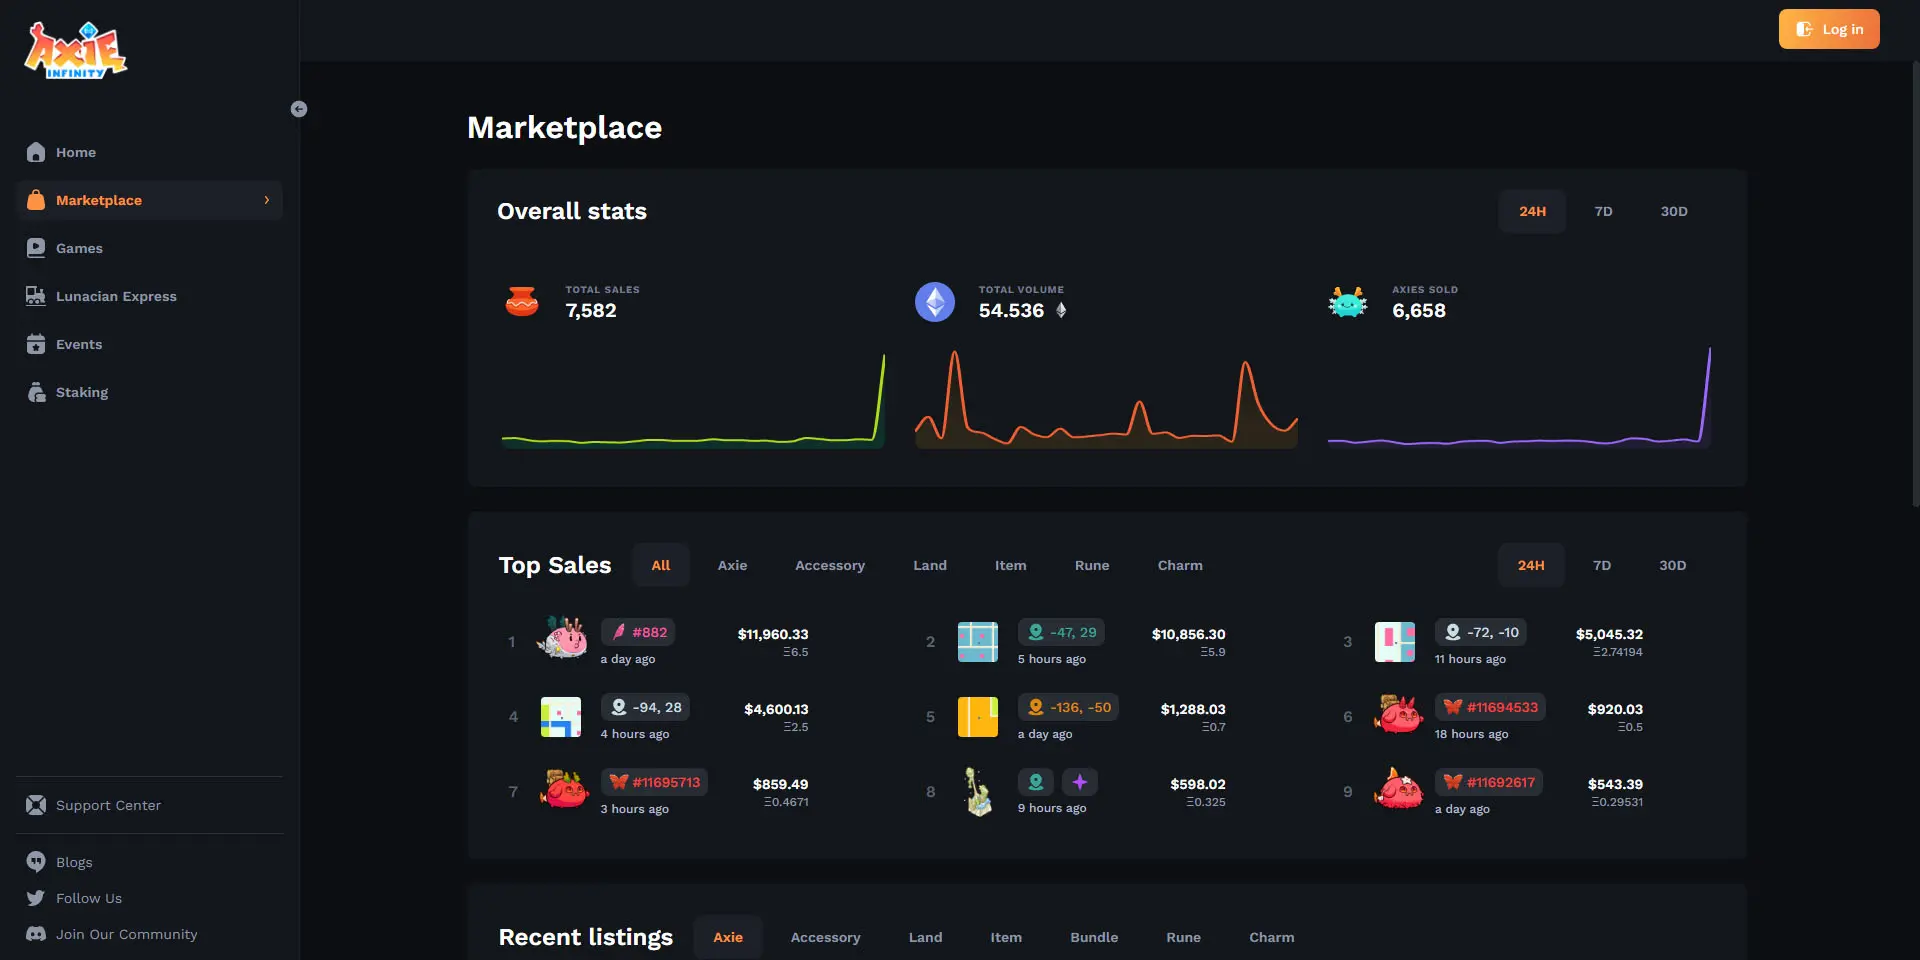 AXIE
INFINITY
Log in
Home
Marketplace
Games
Lunacian Express
Events
Staking
Support Center
Blogs
Follow Us
Join Our Community
Marketplace
Overall stats
24H 7D 30D
TOTAL SALES
7,582
TOTAL VOLUME
54.536
AXIES SOLD
6,658
Top Sales All Axie Accessory Land Item Rune Charm 24H 7D 30D
1 #882 $11,960.33
a day ago Ξ6.5
2 -47, 29 $10,856.30
5 hours ago Ξ5.9
3 -72, -10 $5,045.32
11 hours ago Ξ2.74194
4 -94, 28 $4,600.13
4 hours ago Ξ2.5
5 -136, -50 $1,288.03
a day ago Ξ0.7
6 #11694533 $920.03
18 hours ago Ξ0.5
7 #11695713 $859.49
3 hours ago Ξ0.4671
8 $598.02
9 hours ago Ξ0.325
9 #11692617 $543.39
a day ago Ξ0.29531
Recent listings Axie Accessory Land Item Bundle Rune Charm